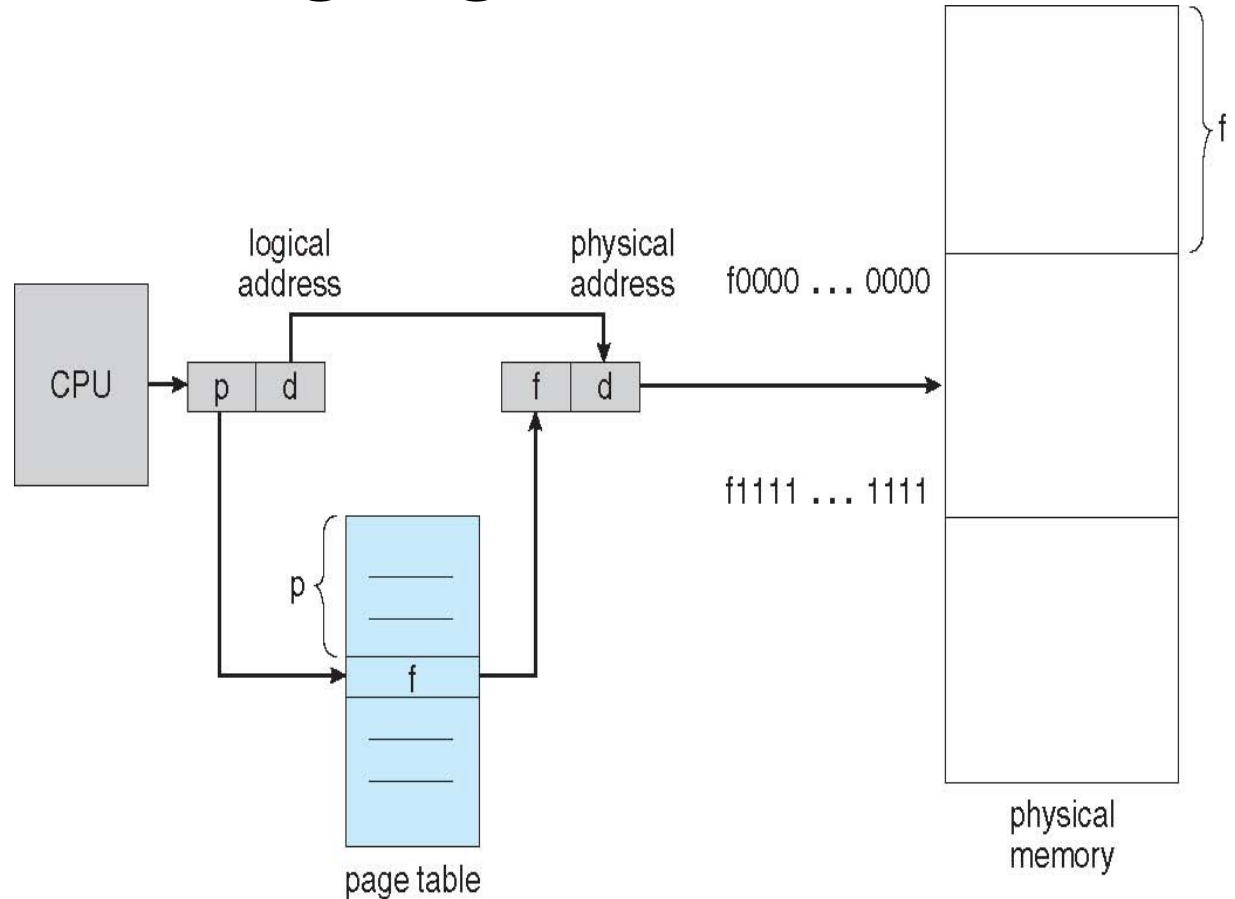 f
logical
address
physical
address
f0000 ... 0000
CPU
p
d
f
d
f1111 ... 1111
p
f
page table
physical
memory